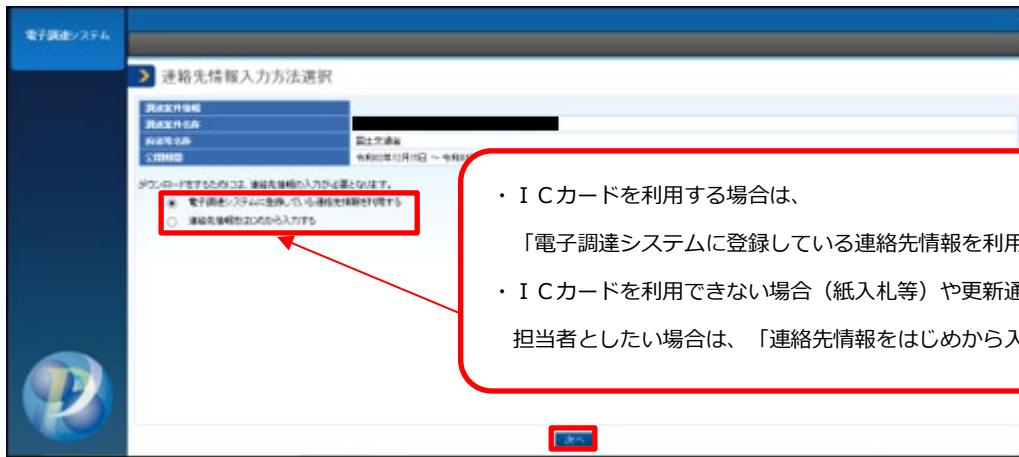 電子調達システム
連絡先情報入力方法選択
調達案件情報
調達案件名称
国土交通省
公開期間
ダウンロードをするためには、連絡先情報の入力が必要となります。
電子調達システムに登録している連絡先情報を利用する
連絡先情報をはじめから入力する
・ＩＣカードを利用する場合は、
「電子調達システムに登録している連絡先情報を利用
・ＩＣカードを利用できない場合（紙入札等）や更新通
担当者としたい場合は、「連絡先情報をはじめから入
次へ